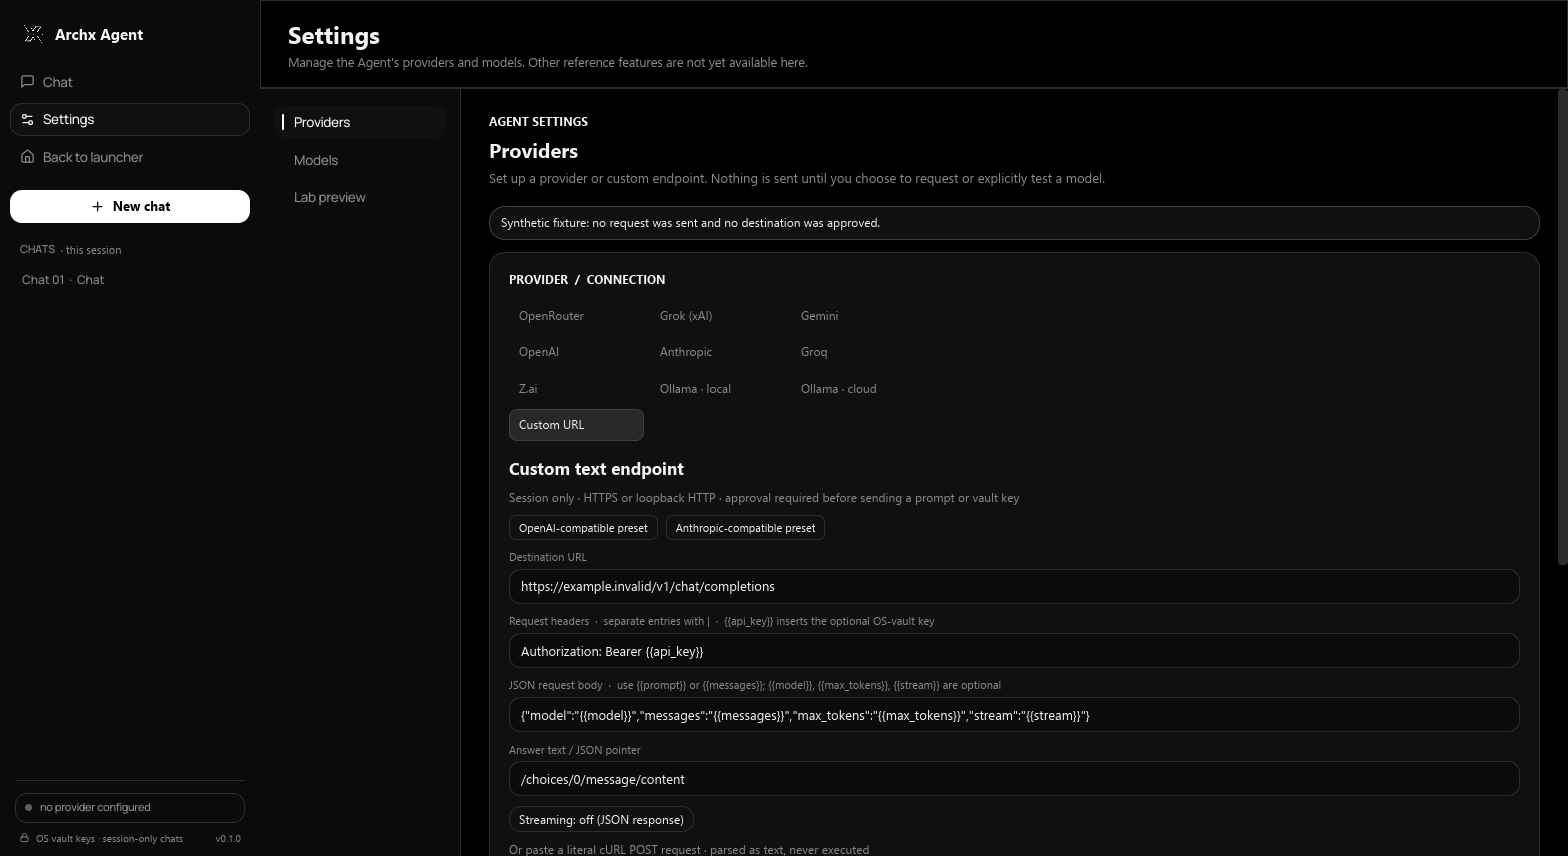 Archx Agent
Chat
Settings
Back to launcher
+ New chat
CHATS · this session
Chat 01 · Chat
no provider configured
OS vault keys · session-only chats v0.1.0
Settings
Manage the Agent's providers and models. Other reference features are not yet available here.
Providers
Models
Lab preview
AGENT SETTINGS
Providers
Set up a provider or custom endpoint. Nothing is sent until you choose to request or explicitly test a model.
Synthetic fixture: no request was sent and no destination was approved.
PROVIDER / CONNECTION
OpenRouter Grok (xAI) Gemini
OpenAI Anthropic Groq
Z.ai Ollama · local Ollama · cloud
Custom URL
Custom text endpoint
Session only · HTTPS or loopback HTTP · approval required before sending a prompt or vault key
OpenAI-compatible preset Anthropic-compatible preset
Destination URL
https://example.invalid/v1/chat/completions
Request headers · separate entries with | · {{api_key}} inserts the optional OS-vault key
Authorization: Bearer {{api_key}}
JSON request body · use {{prompt}} or {{messages}}; {{model}}, {{max_tokens}}, {{stream}} are optional
{"model":"{{model}}","messages":"{{messages}}","max_tokens":"{{max_tokens}}","stream":"{{stream}}"}
Answer text / JSON pointer
/choices/0/message/content
Streaming: off (JSON response)
Or paste a literal cURL POST request · parsed as text, never executed